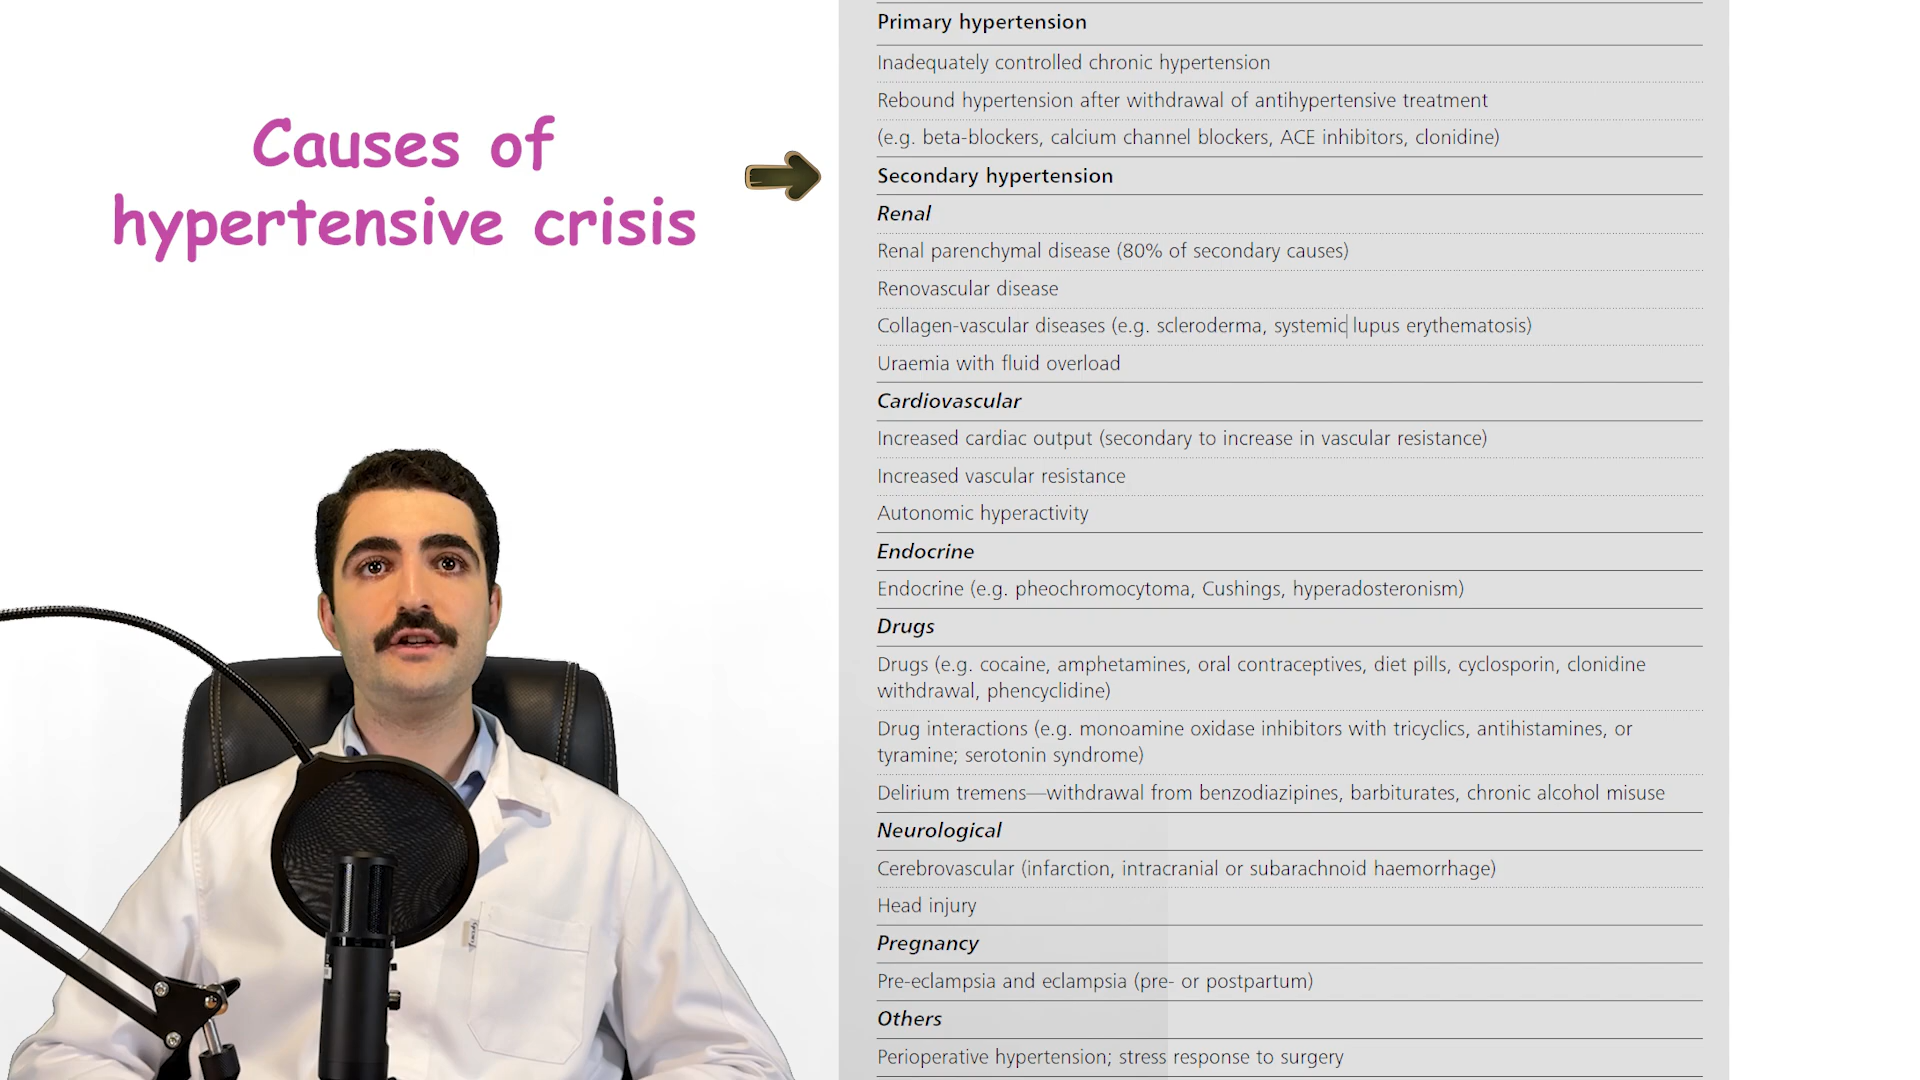 Causes of
hypertensive crisis
Primary hypertension
Inadequately controlled chronic hypertension
Rebound hypertension after withdrawal of antihypertensive treatment
(e.g. beta-blockers, calcium channel blockers, ACE inhibitors, clonidine)
Secondary hypertension
Renal
Renal parenchymal disease (80% of secondary causes)
Renovascular disease
Collagen-vascular diseases (e.g. scleroderma, systemic lupus erythematosis)
Uraemia with fluid overload
Cardiovascular
Increased cardiac output (secondary to increase in vascular resistance)
Increased vascular resistance
Autonomic hyperactivity
Endocrine
Endocrine (e.g. pheochromocytoma, Cushings, hyperadosteronism)
Drugs
Drugs (e.g. cocaine, amphetamines, oral contraceptives, diet pills, cyclosporin, clonidine
withdrawal, phencyclidine)
Drug interactions (e.g. monoamine oxidase inhibitors with tricyclics, antihistamines, or
tyramine; serotonin syndrome)
Delirium tremens—withdrawal from benzodiazipines, barbiturates, chronic alcohol misuse
Neurological
Cerebrovascular (infarction, intracranial or subarachnoid haemorrhage)
Head injury
Pregnancy
Pre-eclampsia and eclampsia (pre- or postpartum)
Others
Perioperative hypertension; stress response to surgery